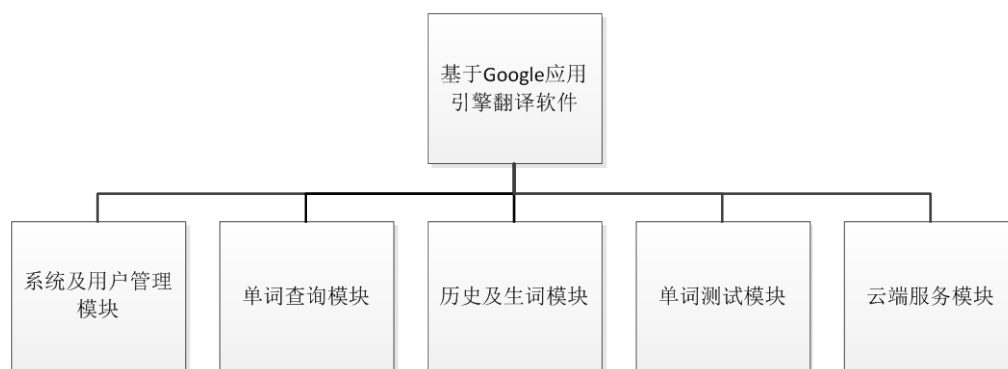 基于Google应用
引擎翻译软件
系统及用户管理
模块
单词查询模块
历史及生词模块
单词测试模块
云端服务模块